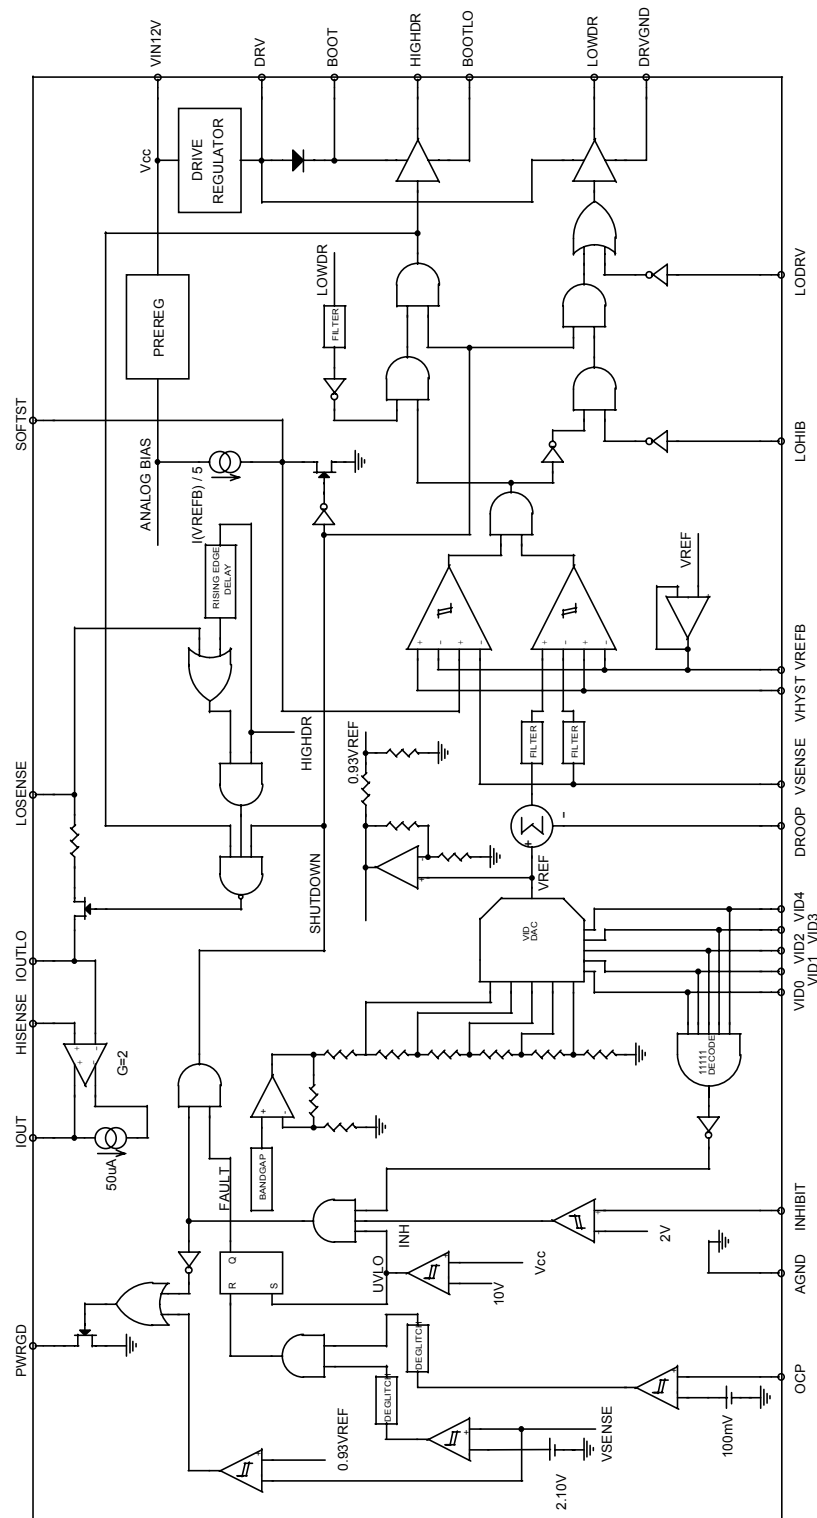 VIN12V
DRV
BOOT
HIGHDR
BOOTLO
LOWDR
DRVGND
Vcc
DRIVE
REGULATOR
PREREG
LOWDR
FILTER
LODRV
SOFTST
ANALOG BIAS
I(VREFB) / 5
LOHIB
RISING EDGE
DELAY
VREF
HIGHDR
VREFB
VHYST
LOSENSE
0.93VREF
FILTER
FILTER
VSENSE
SHUTDOWN
Σ
+
-
DROOP
VREF
IOUTLO
HISENSE
G=2
VID
DAC
VID4
VID3
VID2
VID1
VID0
11111
DECODE
IOUT
50uA
BANDGAP
FAULT
INH
INHIBIT
2V
UVLO
Q
R
S
10V
Vcc
AGND
PWRGD
DEGLITCH
DEGLITCH
OCP
100mV
0.93VREF
2.10V
VSENSE